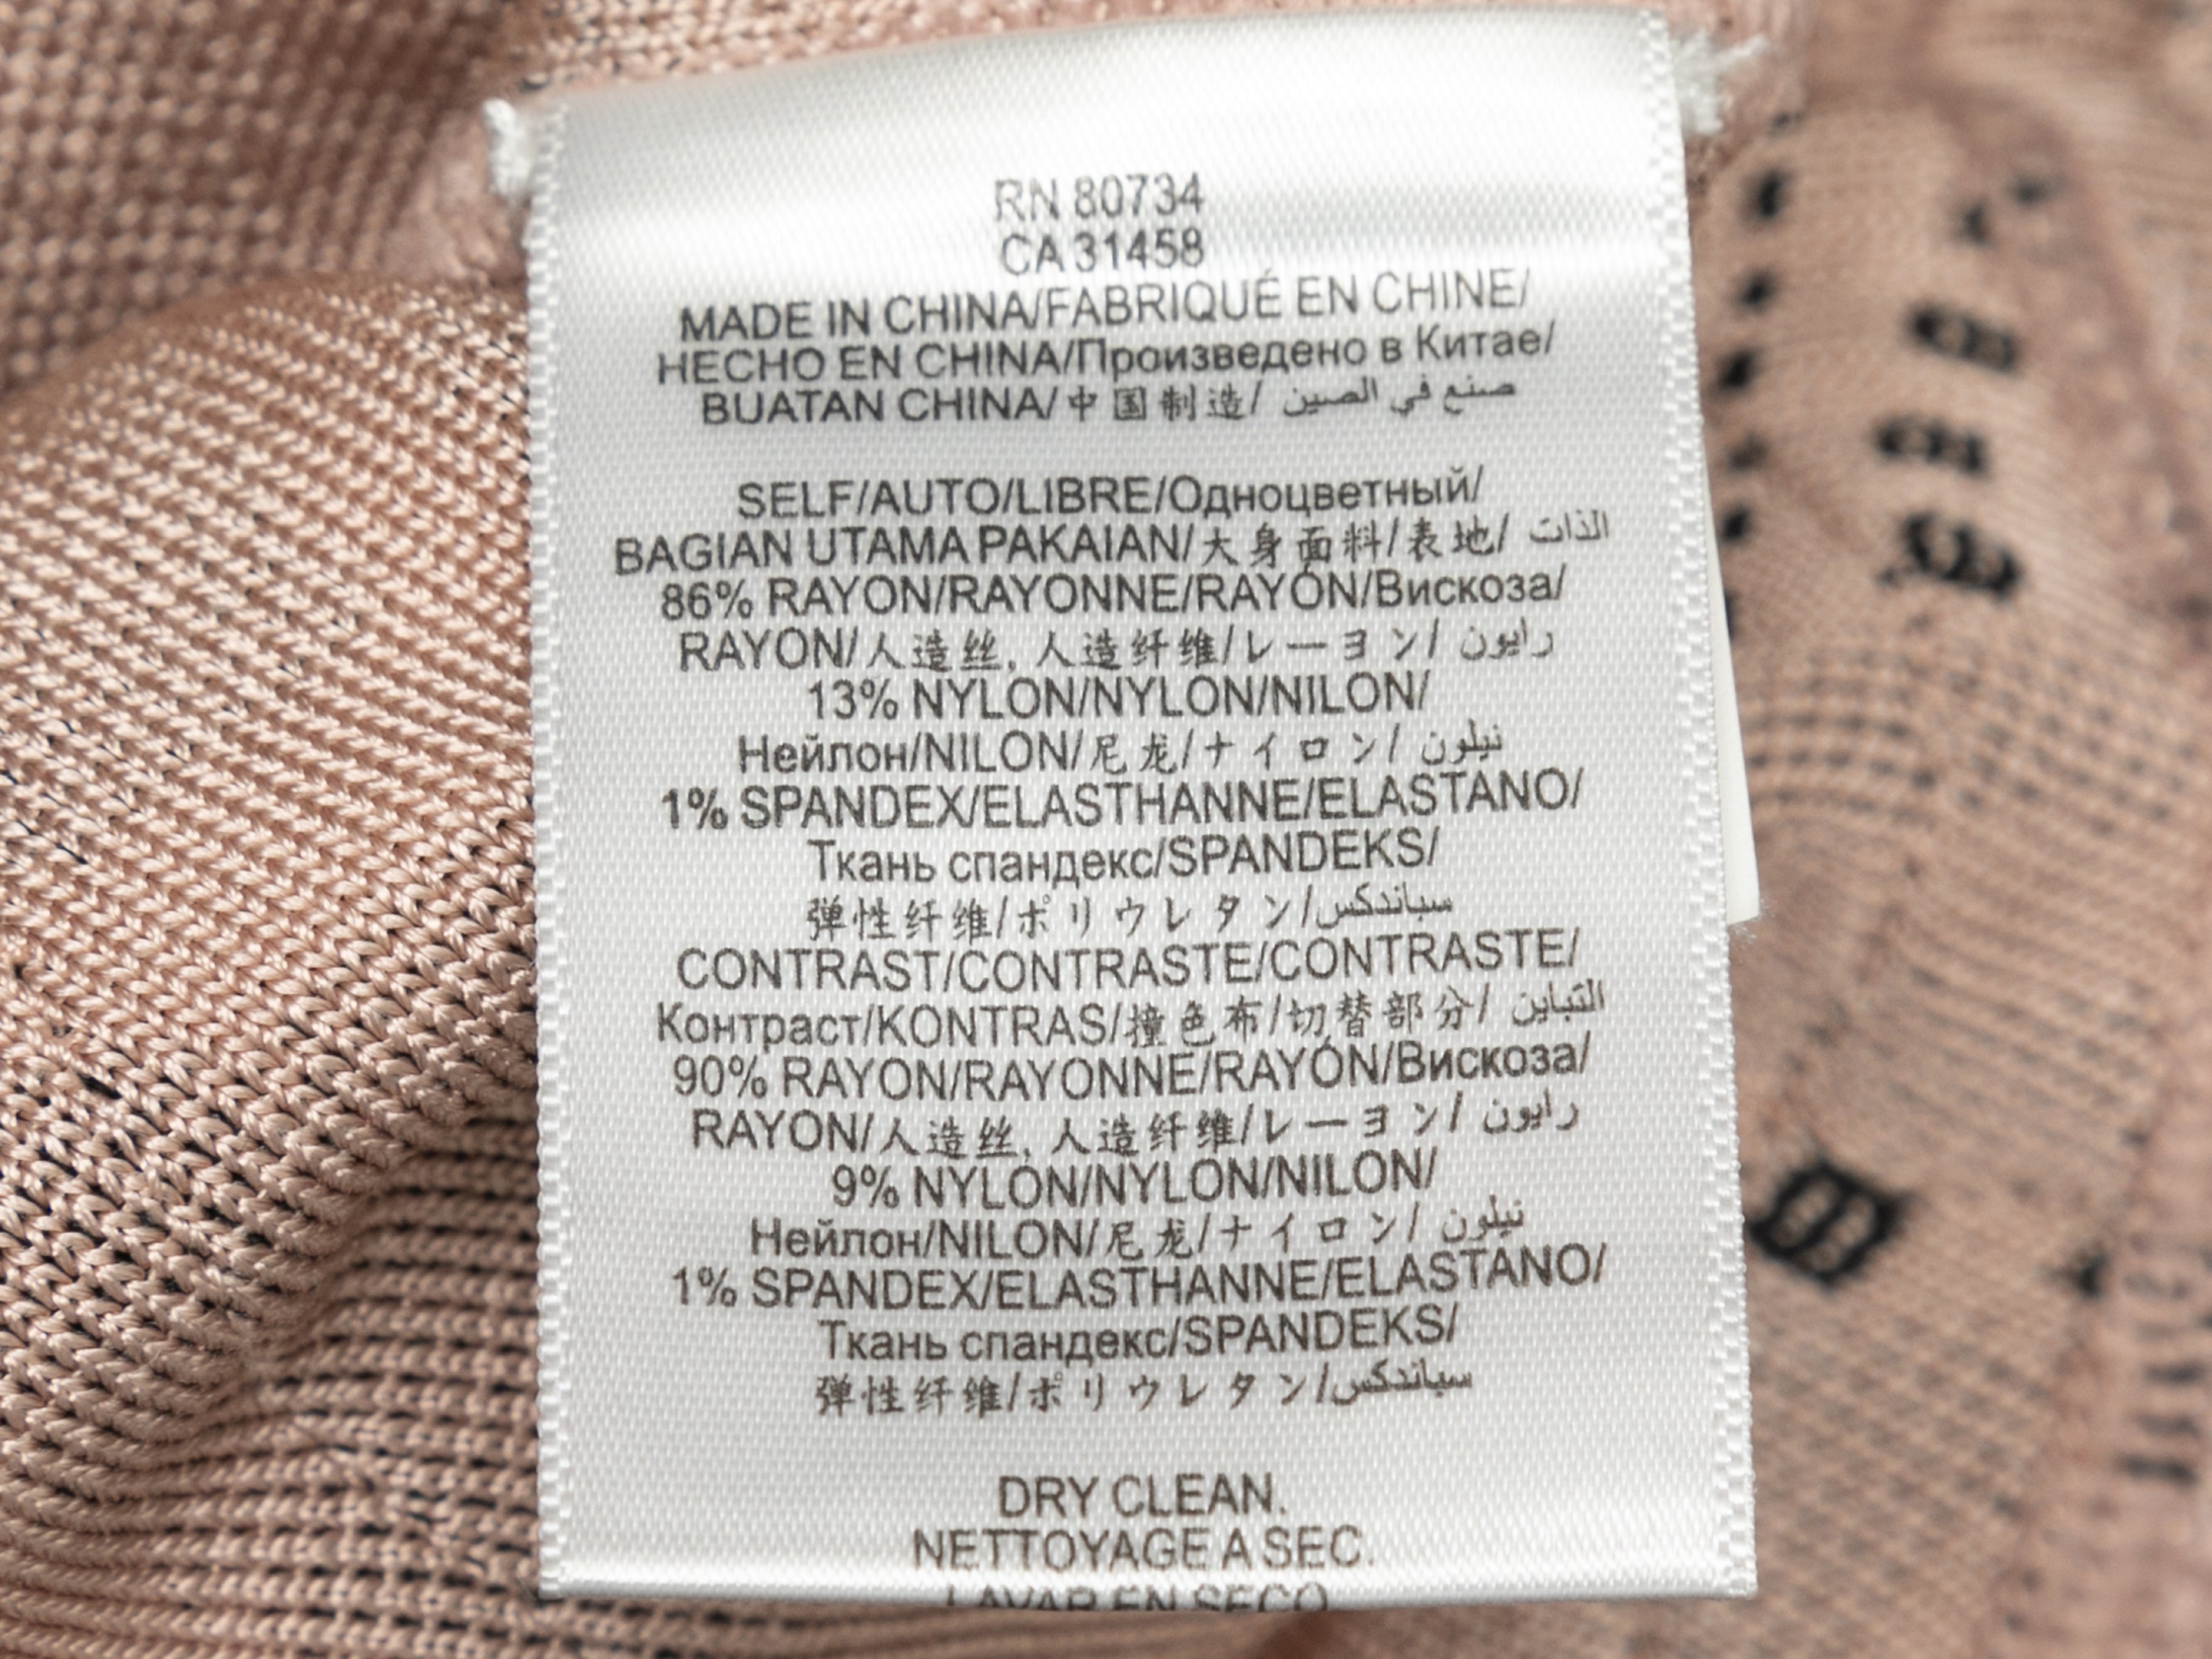 RN 80734
CA 31458
MADE IN CHINA/FABRIQUÉ EN CHINE/
HECHO EN CHINA/Произведено в Китае/
BUATAN CHINA/中国制造/ صنع في الصين
SELF/AUTO/LIBRE/Одноцветный/
BAGIAN UTAMA PAKAIAN/大身面料/表地/ الذات
86% RAYON/RAYONNE/RAYÓN/Вискоза/
RAYON/人造丝, 人造纤维/レーヨン/ رايون
13% NYLON/NYLON/NILON/
Нейлон/NILON/尼龙/ナイロン/ نيلون
1% SPANDEX/ELASTHANNE/ELASTANO/
Ткань спандекс/SPANDEKS/
弹性纤维/ポリウレタン/سباندكس
CONTRAST/CONTRASTE/CONTRASTE/
Контраст/KONTRAS/撞色布/切替部分/ التباين
90% RAYON/RAYONNE/RAYÓN/Вискоза/
RAYON/人造丝, 人造纤维/レーヨン/ رايون
9% NYLON/NYLON/NILON/
Нейлон/NILON/尼龙/ナイロン/ نيلون
1% SPANDEX/ELASTHANNE/ELASTANO/
Ткань спандекс/SPANDEKS/
弹性纤维/ポリウレタン/سباندكس
DRY CLEAN.
NETTOYAGE A SEC.
LAVAR EN SECO